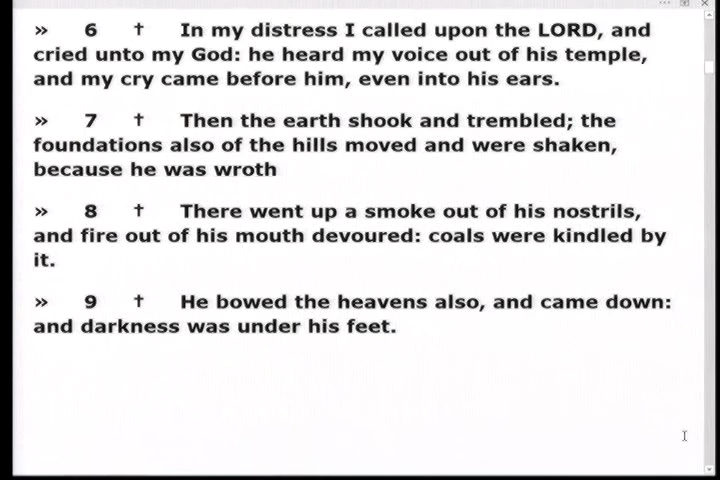 » 6 † In my distress I called upon the LORD, and
cried unto my God: he heard my voice out of his temple,
and my cry came before him, even into his ears.
» 7 † Then the earth shook and trembled; the
foundations also of the hills moved and were shaken,
because he was wroth
» 8 † There went up a smoke out of his nostrils,
and fire out of his mouth devoured: coals were kindled by
it.
» 9 † He bowed the heavens also, and came down:
and darkness was under his feet.